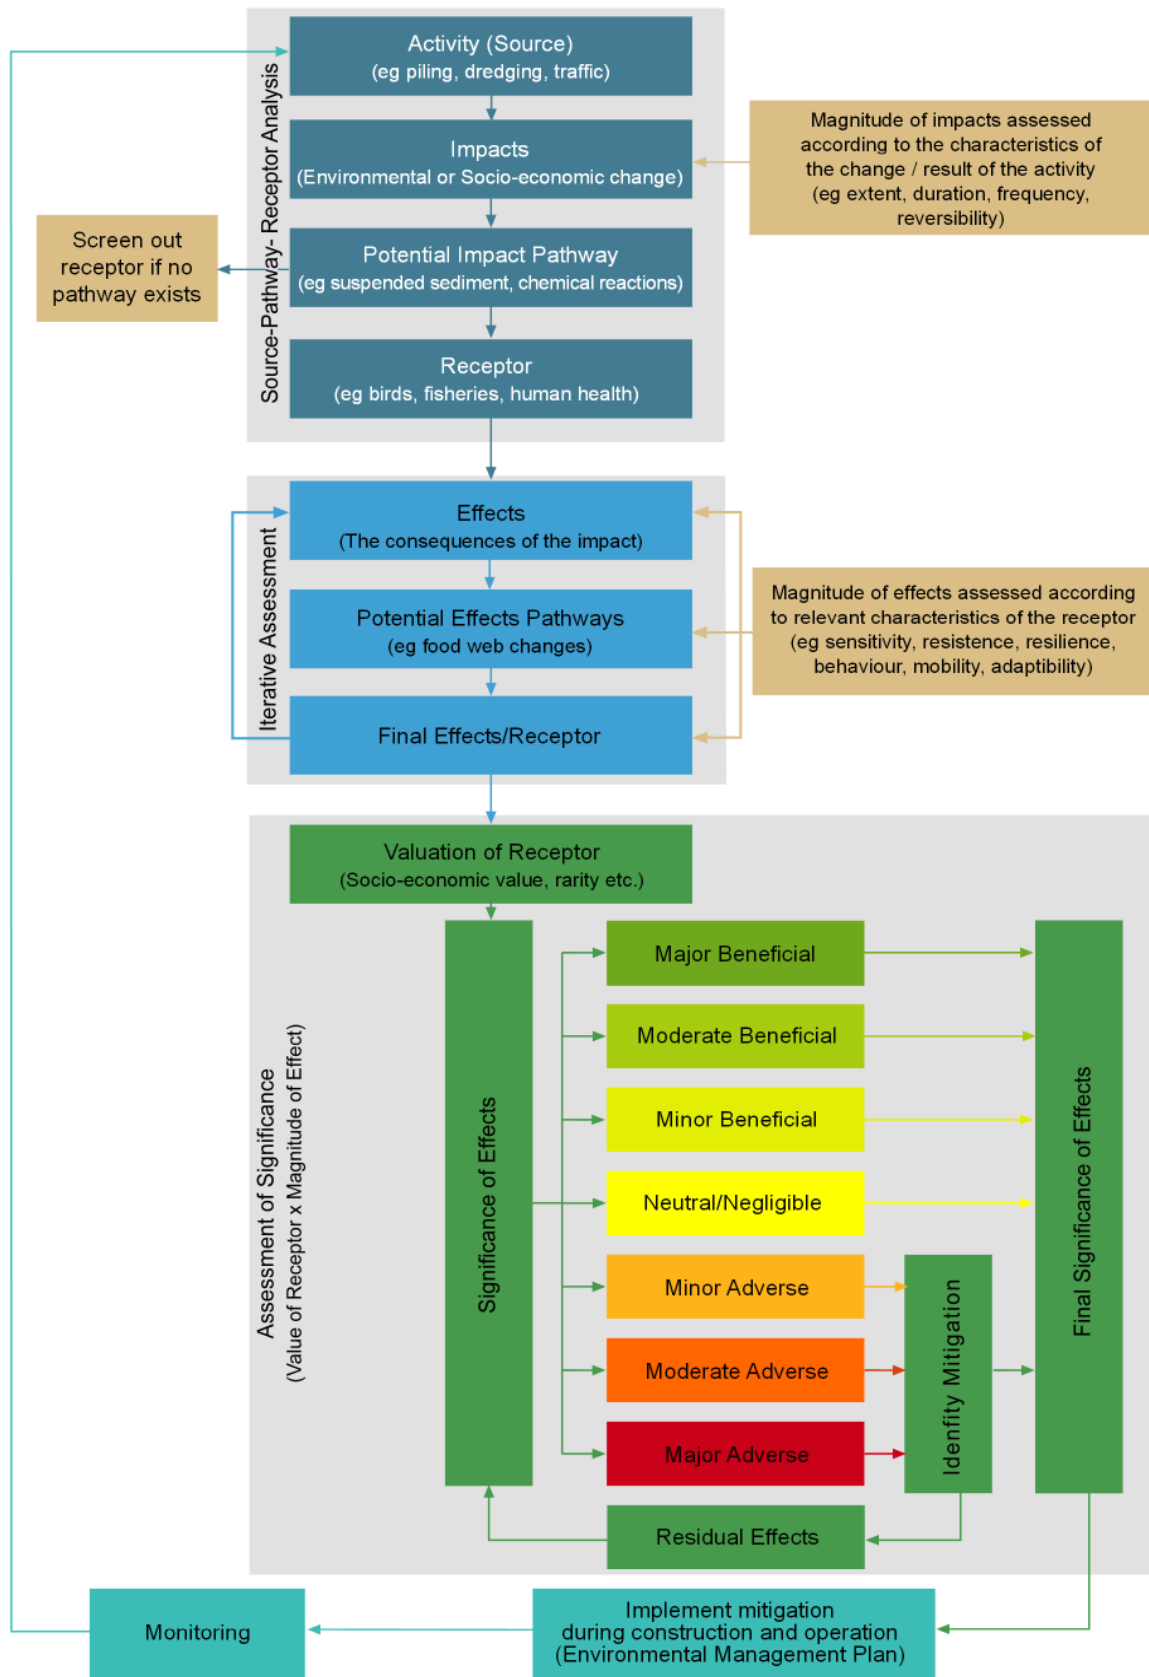 Source-Pathway- Receptor Analysis
Activity (Source)
(eg piling, dredging, traffic)
Impacts
(Environmental or Socio-economic change)
Magnitude of impacts assessed
according to the characteristics of
the change / result of the activity
(eg extent, duration, frequency,
reversibility)
Potential Impact Pathway
(eg suspended sediment, chemical reactions)
Screen out
receptor if no
pathway exists
Receptor
(eg birds, fisheries, human health)
Iterative Assessment
Effects
(The consequences of the impact)
Potential Effects Pathways
(eg food web changes)
Final Effects/Receptor
Magnitude of effects assessed according
to relevant characteristics of the receptor
(eg sensitivity, resistence, resilience,
behaviour, mobility, adaptibility)
Assessment of Significance
(Value of Receptor x Magnitude of Effect)
Valuation of Receptor
(Socio-economic value, rarity etc.)
Significance of Effects
Major Beneficial
Moderate Beneficial
Minor Beneficial
Neutral/Negligible
Minor Adverse
Moderate Adverse
Major Adverse
Idenfity Mitigation
Final Significance of Effects
Residual Effects
Monitoring
Implement mitigation
during construction and operation
(Environmental Management Plan)